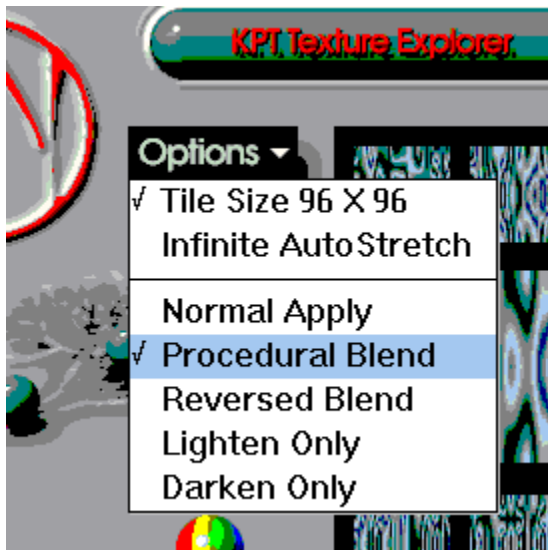 KPT Texture Explorer
Options
√ Tile Size 96 X 96
Infinite AutoStretch
Normal Apply
√ Procedural Blend
Reversed Blend
Lighten Only
Darken Only